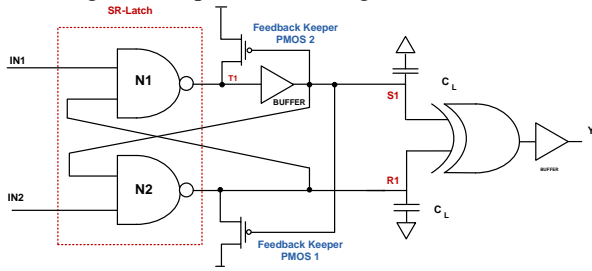 SR-Latch
Feedback Keeper
PMOS 2
IN1
N1
T1
BUFFER
C L
S1
Y
BUFFER
N2
IN2
R1
C L
Feedback Keeper
PMOS 1